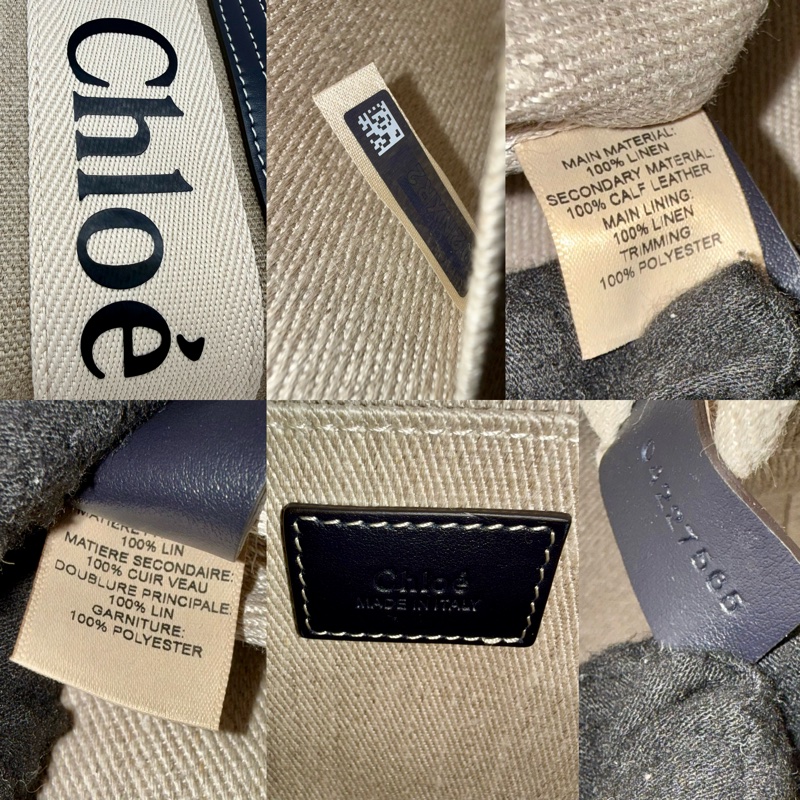 Chloé
MAIN MATERIAL:
100% LINEN
SECONDARY MATERIAL:
100% CALF LEATHER
MAIN LINING:
100% LINEN
TRIMMING
100% POLYESTER
100% LIN
MATIERE SECONDAIRE:
100% CUIR VEAU
DOUBLURE PRINCIPALE:
100% LIN
GARNITURE:
100% POLYESTER
Chloé
MADE IN ITALY